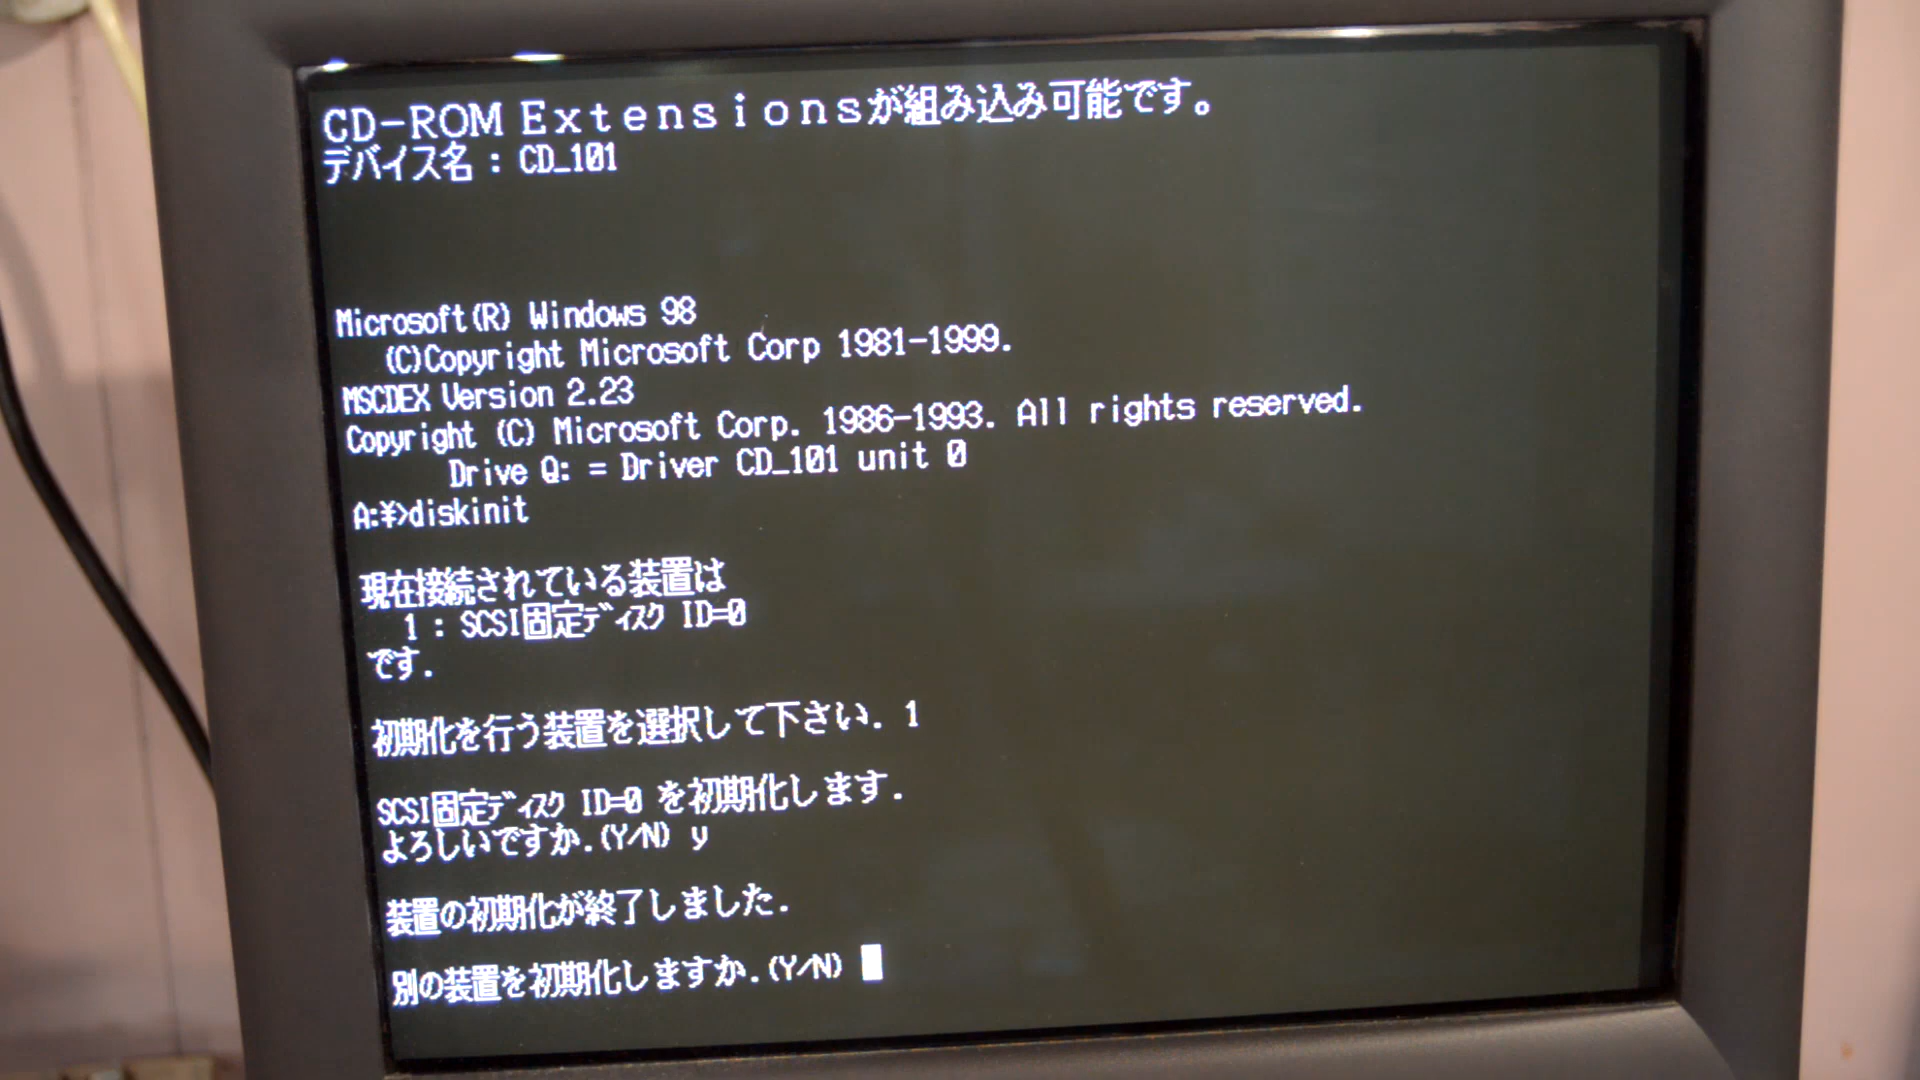 CD-ROM Ｅｘｔｅｎｓｉｏｎｓが組み込み可能です。
デバイス名 : CD_101
Microsoft(R) Windows 98
(C)Copyright Microsoft Corp 1981-1999.
MSCDEX Version 2.23
Copyright (C) Microsoft Corp. 1986-1993. All rights reserved.
Drive Q: = Driver CD_101 unit 0
A:¥>diskinit
現在接続されている装置は
1 : SCSI固定ﾃﾞｨｽｸ ID=0
です.
初期化を行う装置を選択して下さい. 1
SCSI固定ﾃﾞｨｽｸ ID=0 を初期化します.
よろしいですか.(Y/N) y
装置の初期化が終了しました.
別の装置を初期化しますか.(Y/N)